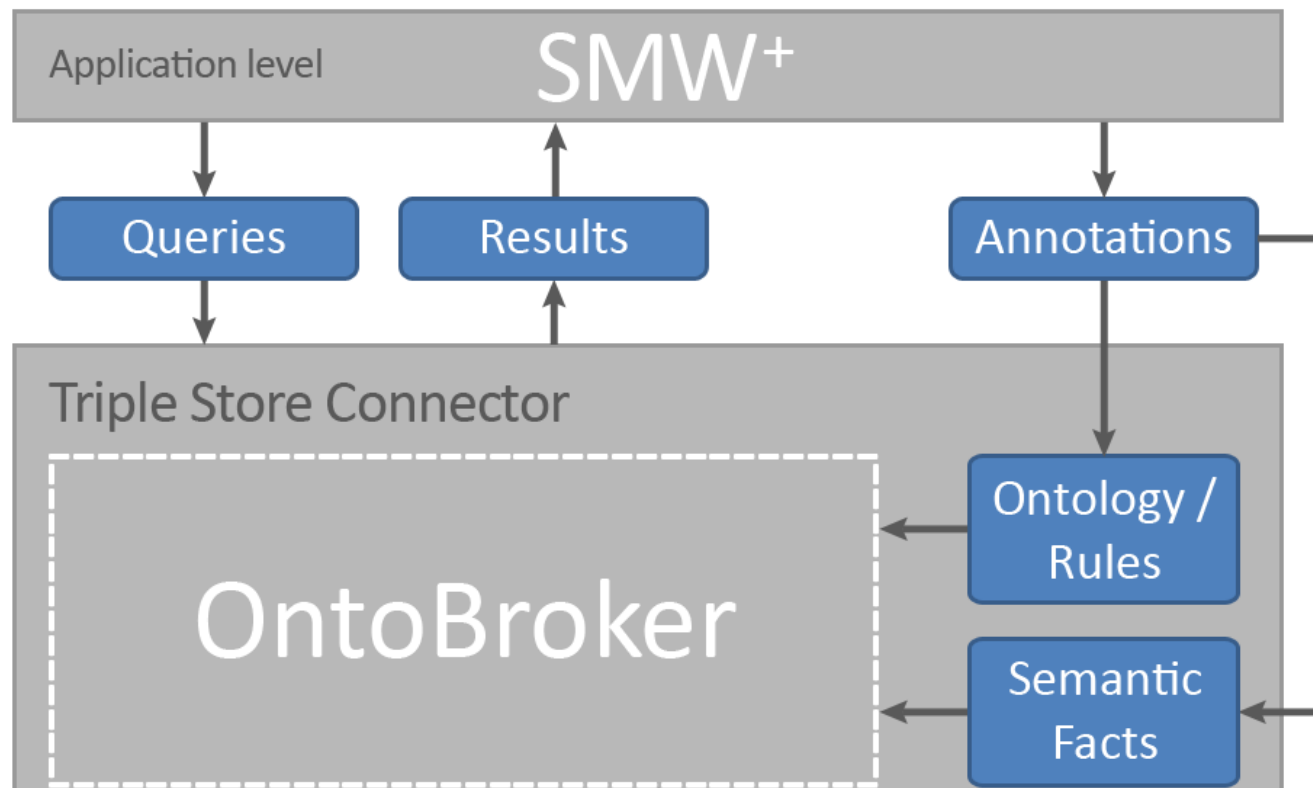 Application level
SMW+
Queries
Results
Annotations
Triple Store Connector
Ontology /
Rules
OntoBroker
Semantic
Facts